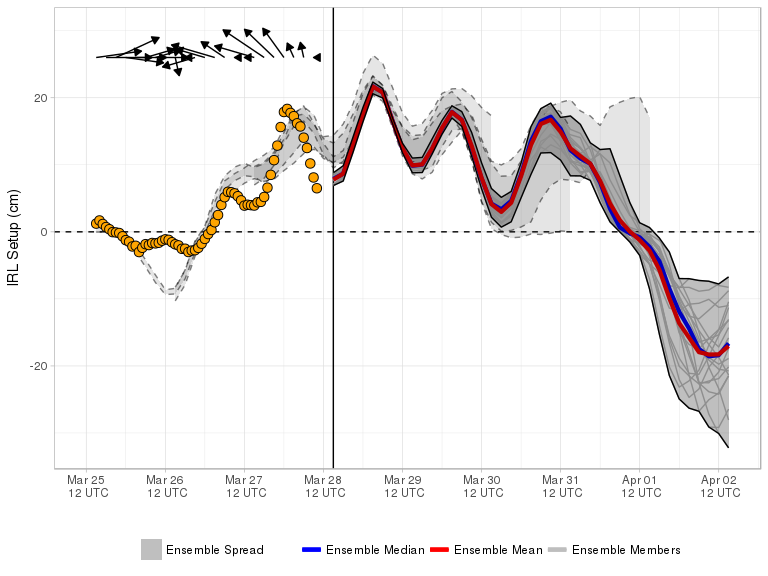 IRL Setup (cm)
20
0
-20
Mar 25 Mar 26 Mar 27 Mar 28 Mar 29 Mar 30 Mar 31 Apr 01 Apr 02
12 UTC 12 UTC 12 UTC 12 UTC 12 UTC 12 UTC 12 UTC 12 UTC 12 UTC
Ensemble Spread Ensemble Median Ensemble Mean Ensemble Members